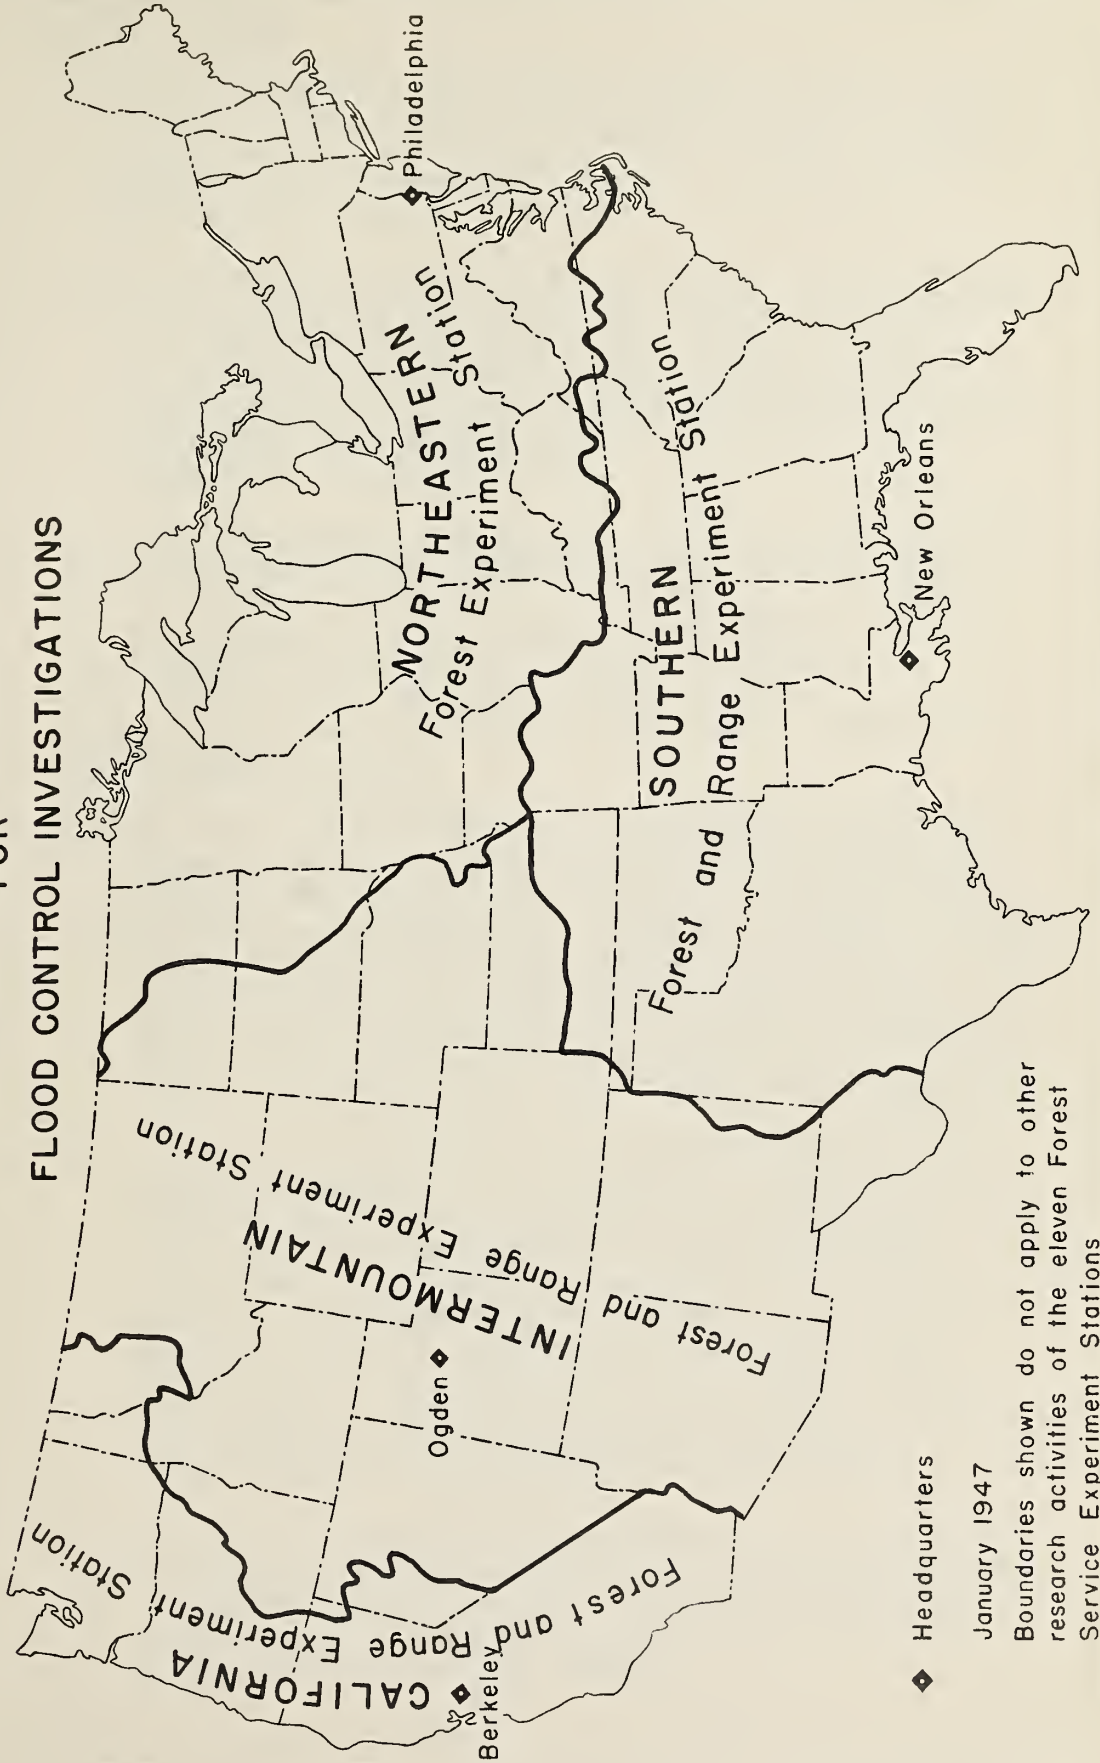 FOR
FLOOD CONTROL INVESTIGATIONS
CALIFORNIA
Forest and Range Experiment Station
Berkeley
INTERMOUNTAIN
Forest and Range Experiment Station
Ogden
NORTHEASTERN
Forest Experiment Station
Station
Philadelphia
SOUTHERN
Forest and Range Experiment Station
New Orleans
Headquarters
January 1947
Boundaries shown do not apply to other
research activities of the eleven Forest
Service Experiment Stations